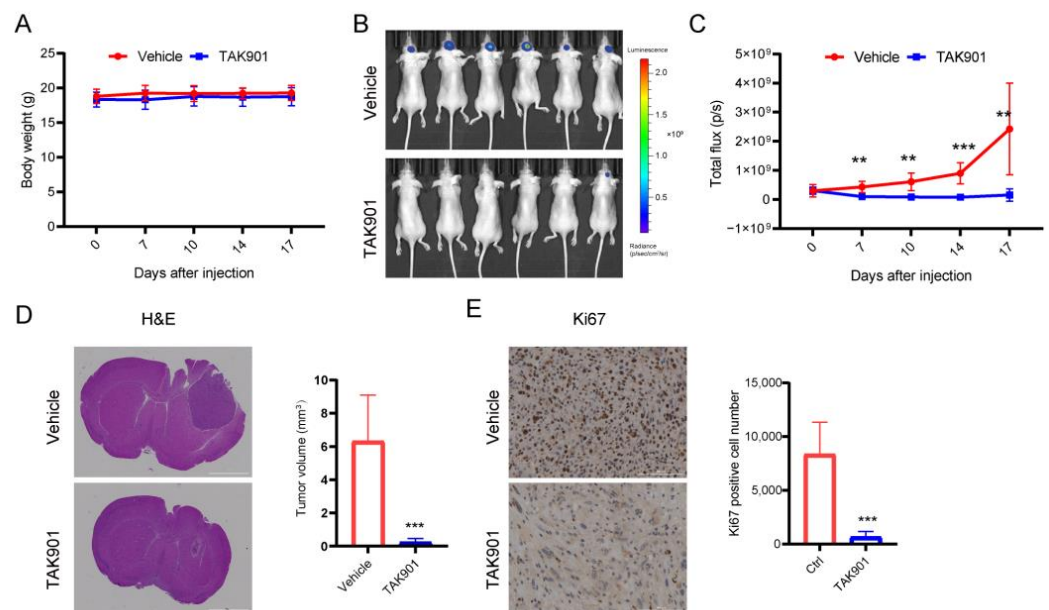 A
Vehicle
TAK901
Body weight (g)
25
20
15
10
5
0
0
7
10
14
17
Days after injection
B
Vehicle
TAK901
Luminescence
2.0
1.5
×10⁸
1.0
0.5
Radiance
(p/sec/cm²/sr)
C
Vehicle
TAK901
Total flux (p/s)
5×10⁹
4×10⁹
3×10⁹
2×10⁹
1×10⁹
0
−1×10⁹
**
**
***
**
0
7
10
14
17
Days after injection
D
H&E
Vehicle
TAK901
Tumor volume (mm³)
10
8
6
4
2
0
***
Vehicle
TAK901
E
Ki67
Vehicle
TAK901
Ki67 positive cell number
15,000
10,000
5,000
0
***
Ctrl
TAK901